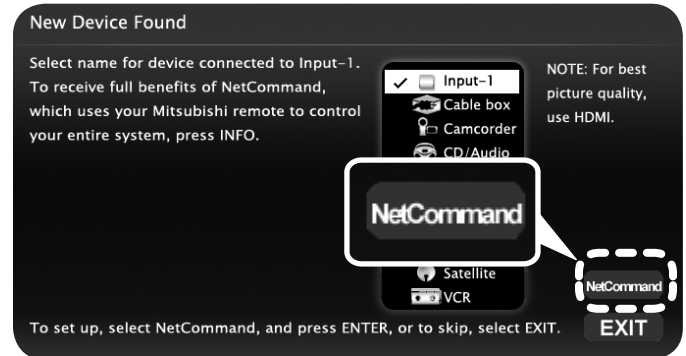 New Device Found
Select name for device connected to Input-1.
To receive full benefits of NetCommand,
which uses your Mitsubishi remote to control
your entire system, press INFO.
✓ Input-1
Cable box
Camcorder
CD/Audio
Satellite
VCR
NOTE: For best
picture quality,
use HDMI.
NetCommand
NetCommand
To set up, select NetCommand, and press ENTER, or to skip, select EXIT.
EXIT